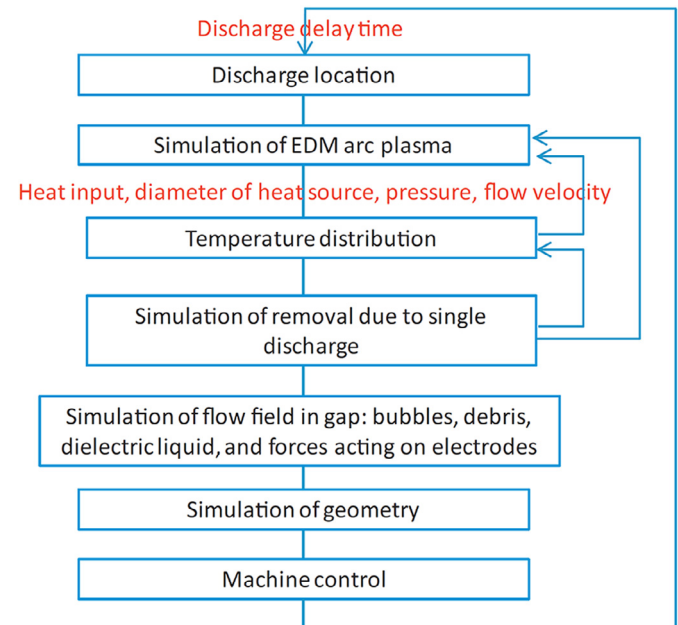 Discharge delay time
Discharge location
Simulation of EDM arc plasma
Heat input, diameter of heat source, pressure, flow velocity
Temperature distribution
Simulation of removal due to single
discharge
Simulation of flow field in gap: bubbles, debris,
dielectric liquid, and forces acting on electrodes
Simulation of geometry
Machine control